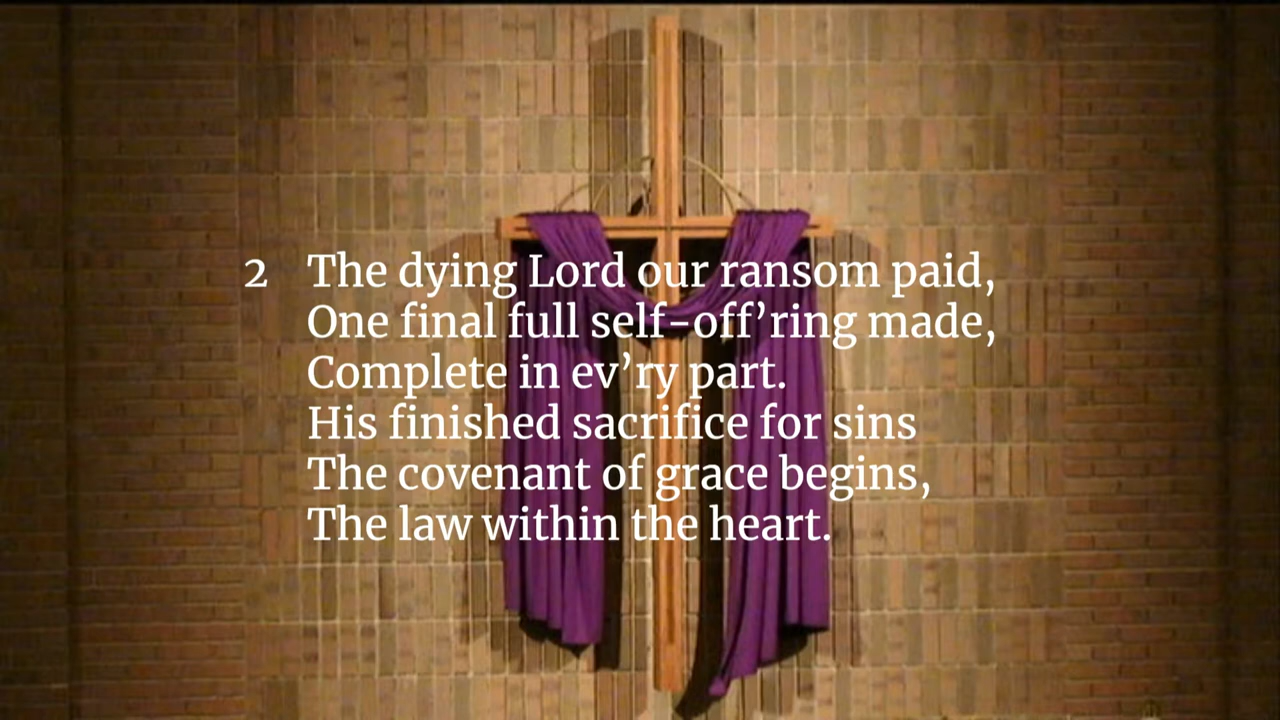 2 The dying Lord our ransom paid,
One final full self-off’ring made,
Complete in ev’ry part.
His finished sacrifice for sins
The covenant of grace begins,
The law within the heart.